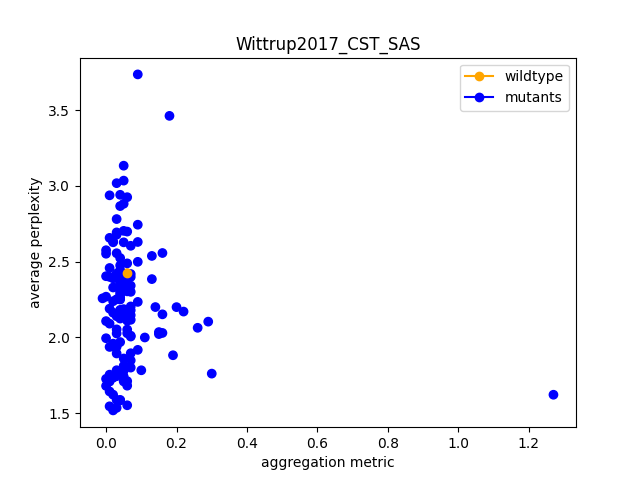 Wittrup2017_CST_SAS
wildtype
mutants
average perplexity
3.5
3.0
2.5
2.0
1.5
0.0 0.2 0.4 0.6 0.8 1.0 1.2
aggregation metric